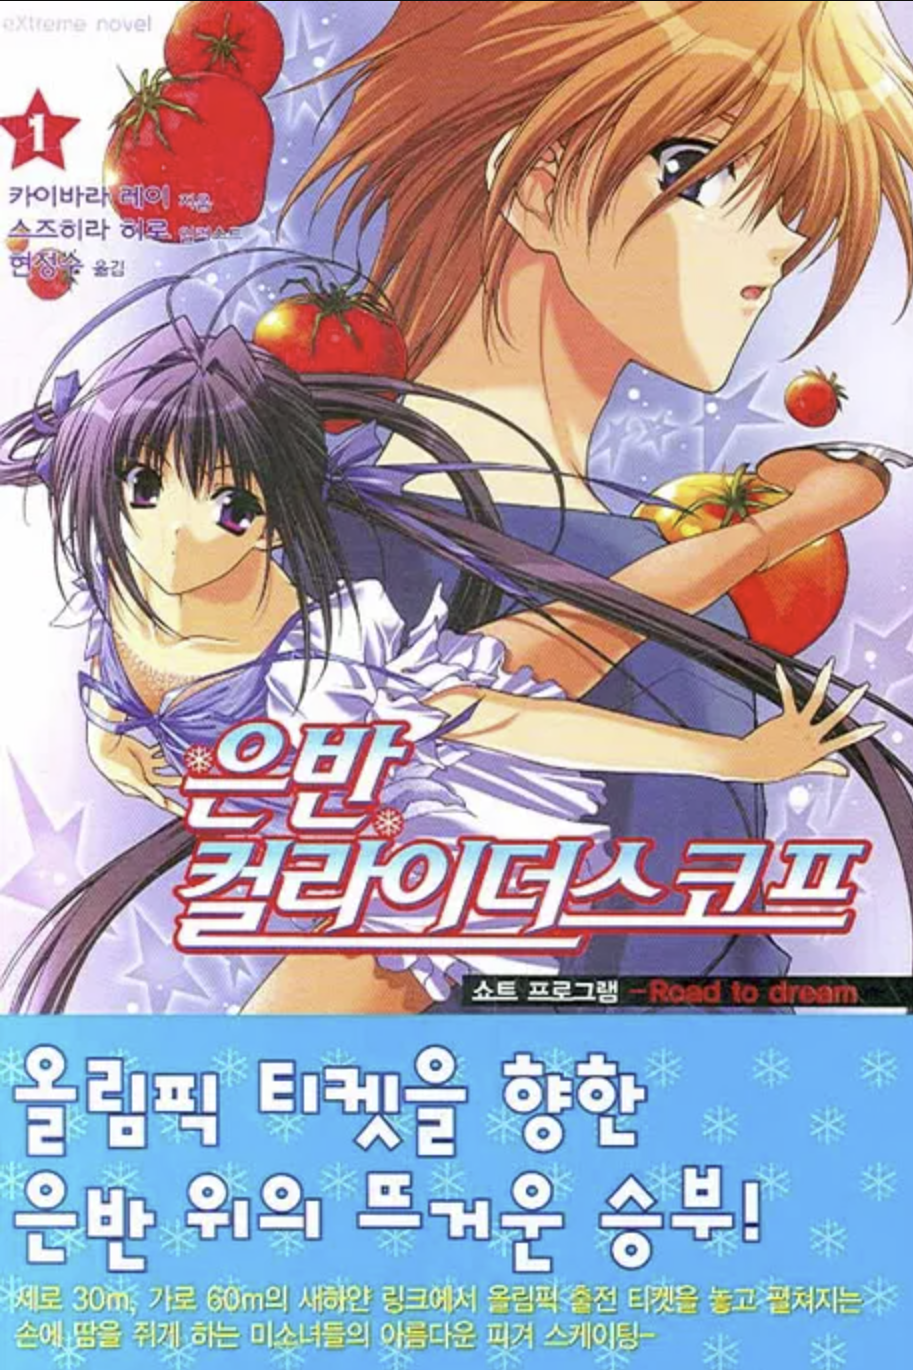 eXtreme novel
1
카이바라 레이 지음
스즈히라 히로 일러스트
현정수 옮김
은반
컬라이더스코프
쇼트 프로그램 -Road to dream
올림픽 티켓을 향한
은반 위의 뜨거운 승부!
세로 30m, 가로 60m의 새하얀 링크에서 올림픽 출전 티켓을 놓고 펼쳐지는
손에 땀을 쥐게 하는 미소녀들의 아름다운 피겨 스케이팅-